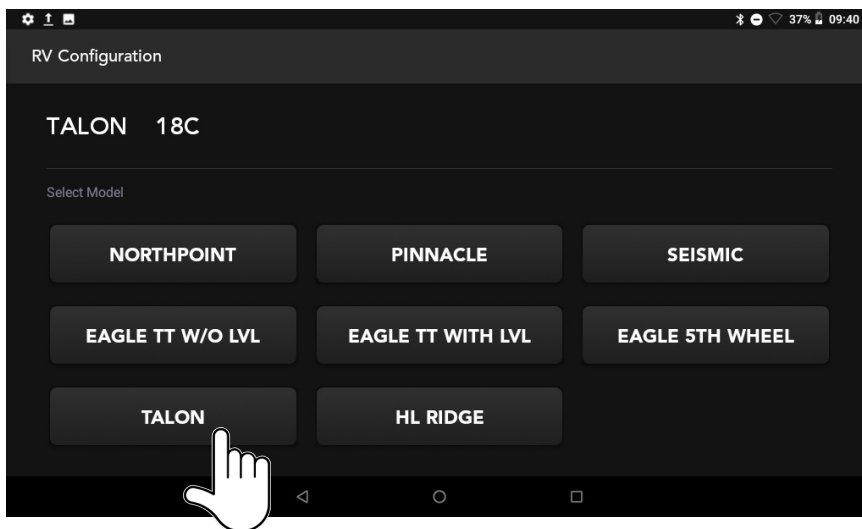 37% 09:40
RV Configuration
TALON 18C
Select Model
NORTHPOINT PINNACLE SEISMIC
EAGLE TT W/O LVL EAGLE TT WITH LVL EAGLE 5TH WHEEL
TALON HL RIDGE